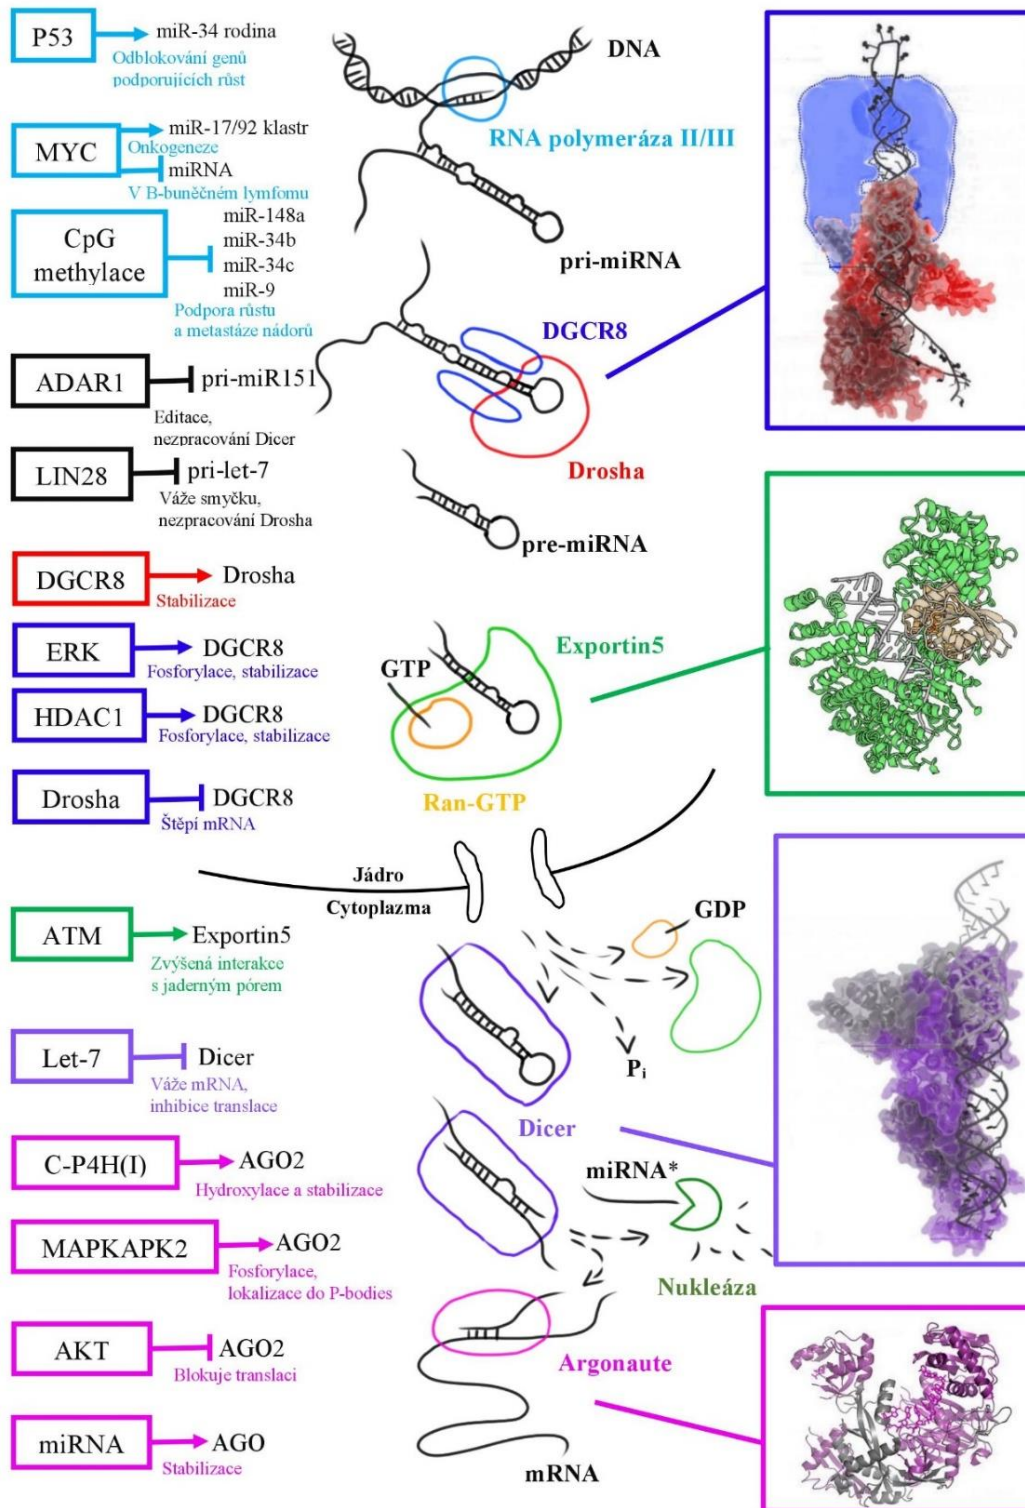 P53
miR-34 rodina
Odblokování genů
podporujících růst
MYC
miR-17/92 klastr
Onkogeneze
miRNA
V B-buněčném lymfomu
CpG
methylace
miR-148a
miR-34b
miR-34c
miR-9
Podpora růstu
a metastáze nádorů
ADAR1
pri-miR151
Editace,
nezpracování Dicer
LIN28
pri-let-7
Váže smyčku,
nezpracování Drosha
DGCR8
Drosha
Stabilizace
ERK
DGCR8
Fosforylace, stabilizace
HDAC1
DGCR8
Fosforylace, stabilizace
Drosha
DGCR8
Štěpí mRNA
ATM
Exportin5
Zvýšená interakce
s jaderným pórem
Let-7
Dicer
Váže mRNA,
inhibice translace
C-P4H(I)
AGO2
Hydroxylace a stabilizace
MAPKAPK2
AGO2
Fosforylace,
lokalizace do P-bodies
AKT
AGO2
Blokuje translaci
miRNA
AGO
Stabilizace
DNA
RNA polymeráza II/III
pri-miRNA
DGCR8
Drosha
pre-miRNA
Exportin5
GTP
Ran-GTP
Jádro
Cytoplazma
GDP
Pᵢ
Dicer
miRNA*
Nukleáza
Argonaute
mRNA